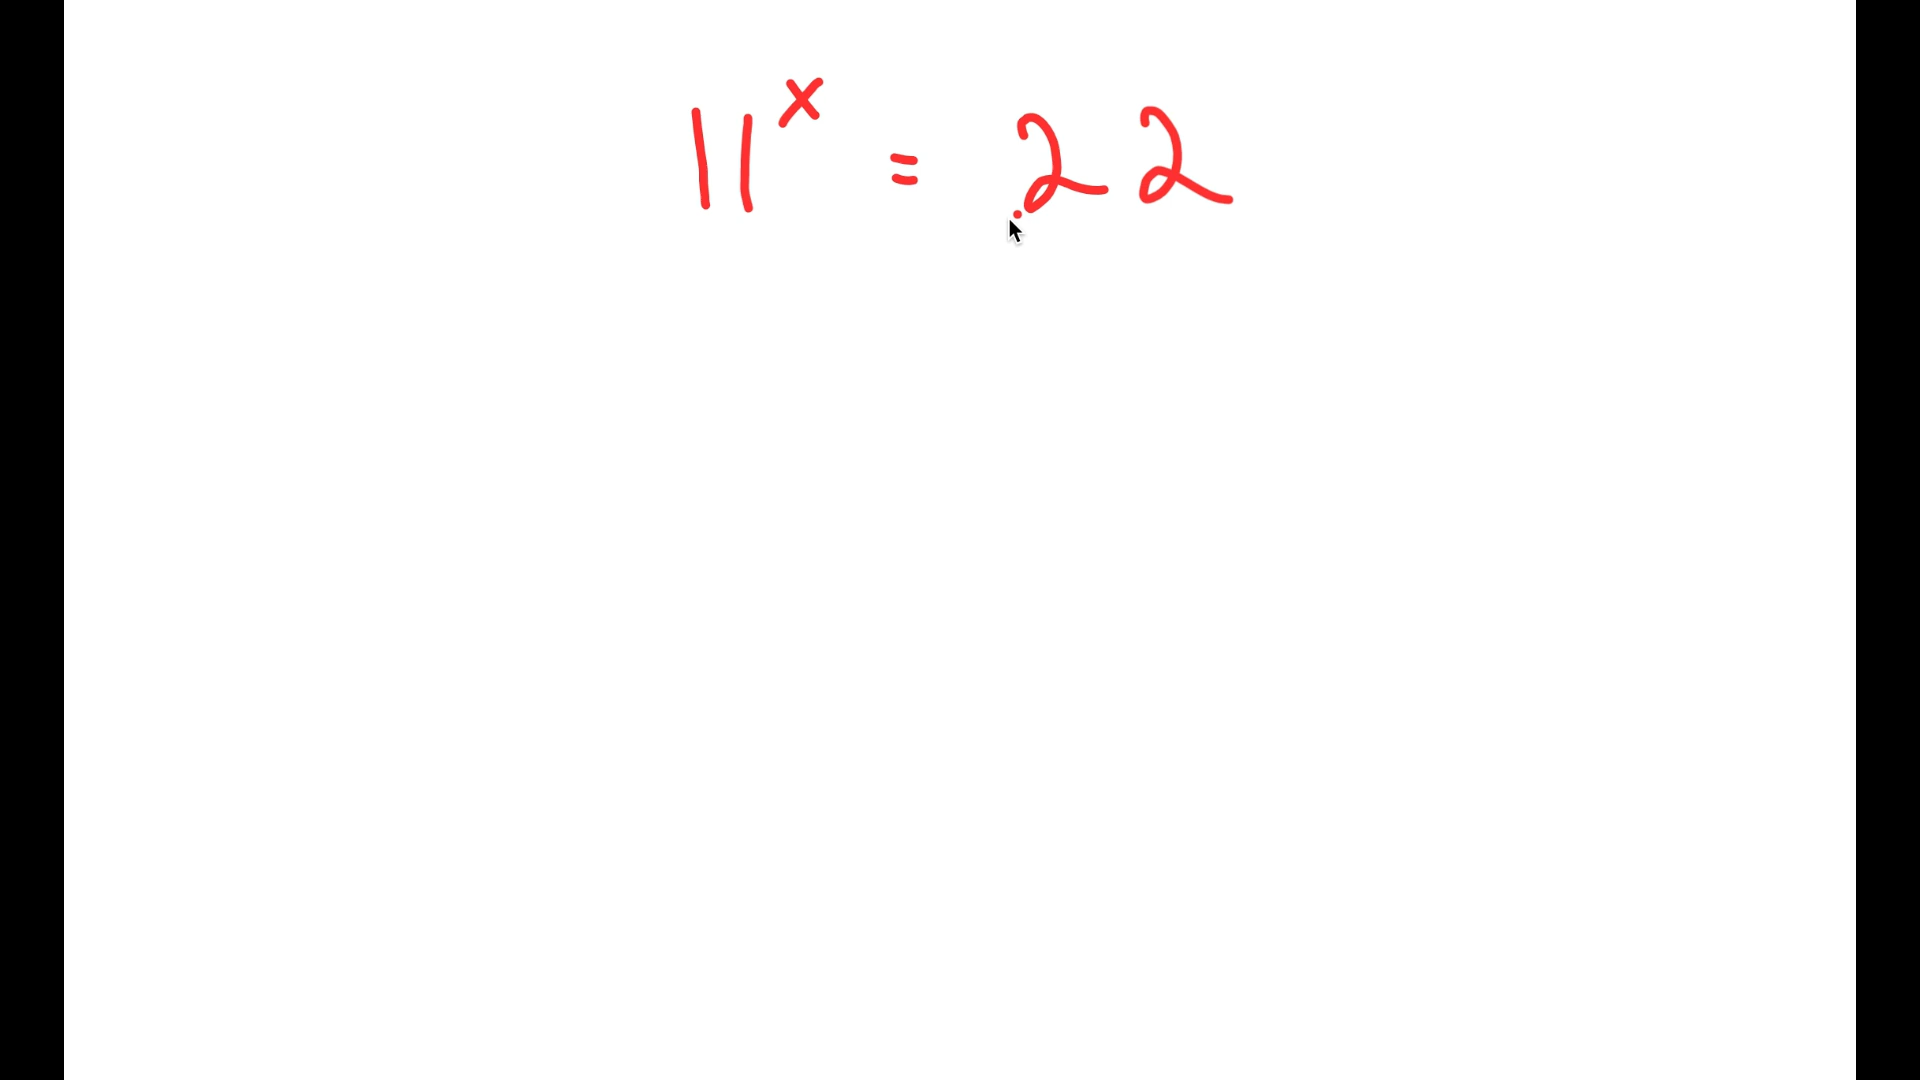 11^x = 22